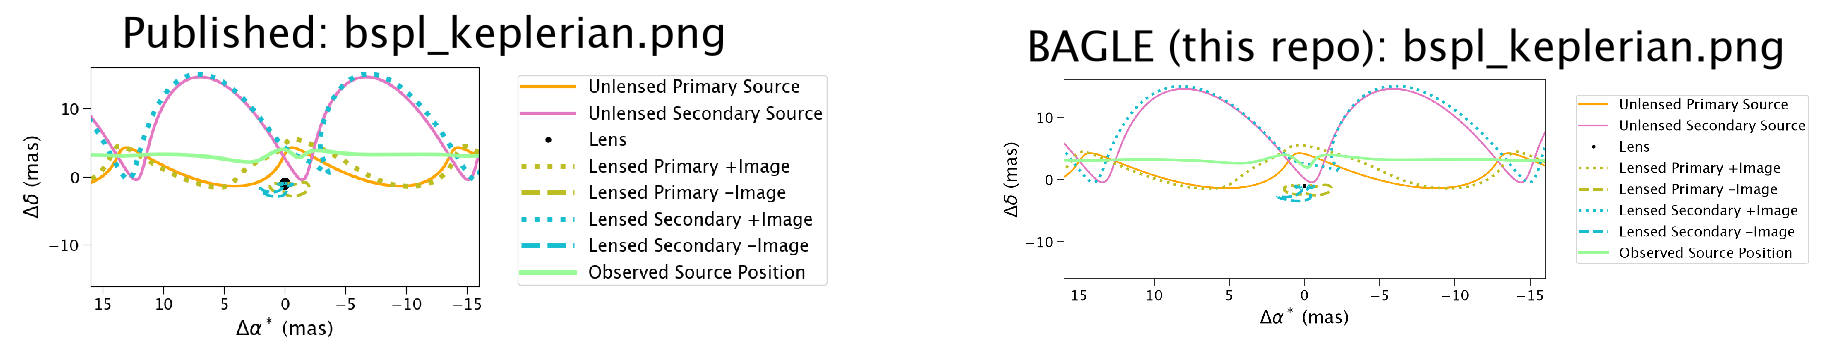 Published: bspl_keplerian.png
10
0
−10
Δδ (mas)
15
10
5
0
−5
−10
−15
Δα* (mas)
Unlensed Primary Source
Unlensed Secondary Source
Lens
Lensed Primary +Image
Lensed Primary −Image
Lensed Secondary +Image
Lensed Secondary −Image
Observed Source Position
BAGLE (this repo): bspl_keplerian.png
10
0
−10
Δδ (mas)
15
10
5
0
−5
−10
−15
Δα* (mas)
Unlensed Primary Source
Unlensed Secondary Source
Lens
Lensed Primary +Image
Lensed Primary −Image
Lensed Secondary +Image
Lensed Secondary −Image
Observed Source Position